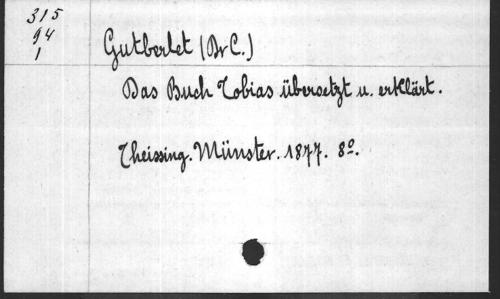 315
94
1
Gutberlet (Dr C.)
Das Buch Tobias übersetzt u. erklärt.
Theissing. Münster. 1877. 8º.